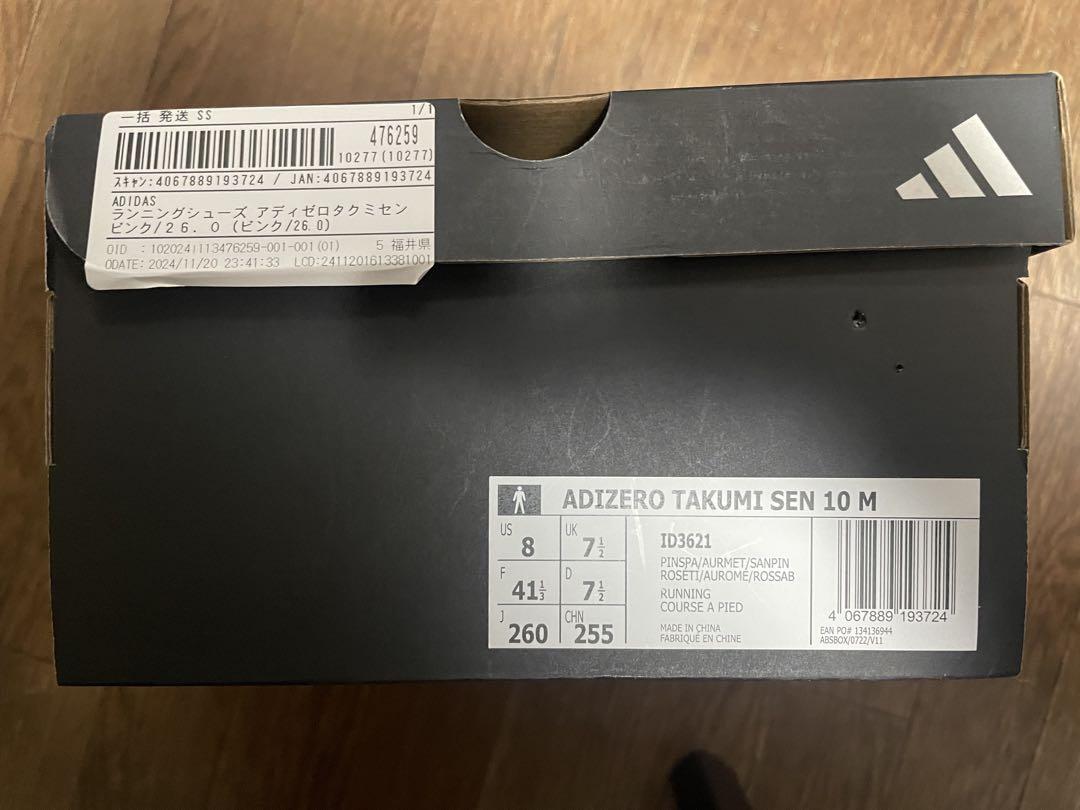 一括 発送 SS 1/1
476259
10277(10277)
スキャン:4067889193724 / JAN:4067889193724
ADIDAS
ランニングシューズ アディゼロタクミセン
ピンク/26.0 (ピンク/26.0)
OID :1020241113476259-001-001(01) 5 福井県
ODATE: 2024/11/20 23:41:33 LCD:2411201613381001
ADIZERO TAKUMI SEN 10 M
US 8 UK 7½
F 41⅓ D 7½
J 260 CHN 255
ID3621
PINSPA/AURMET/SANPIN
ROSÉTI/AUROMÉ/ROSSAB
RUNNING
COURSE A PIED
MADE IN CHINA
FABRIQUÉ EN CHINE
4 067889 193724
EAN PO# 134136944
ABSBOX/0722/V11